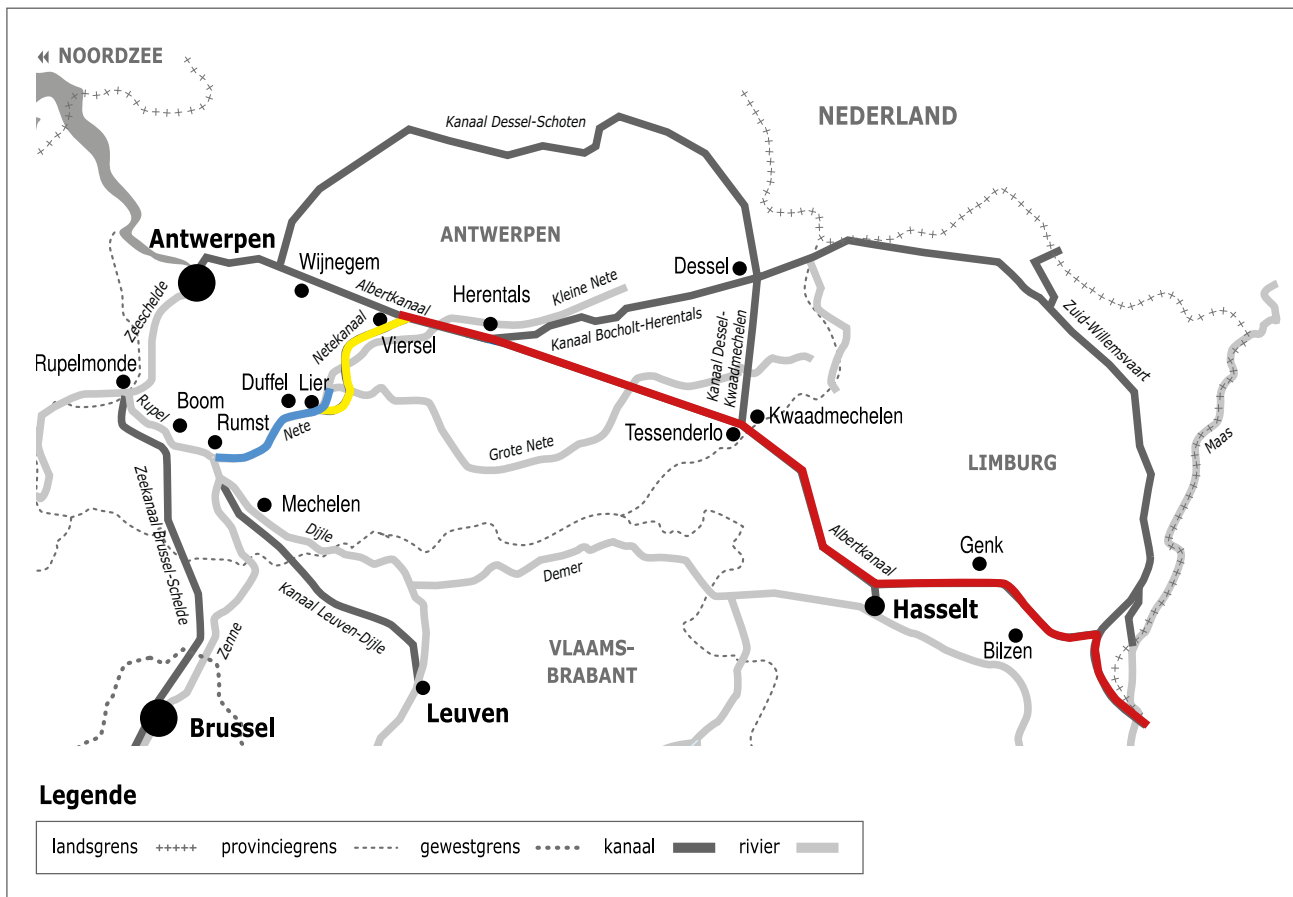 NOORDZEE
NEDERLAND
Kanaal Dessel-Schoten
ANTWERPEN
Antwerpen
Wijnegem
Albertkanaal
Herentals
Kleine Nete
Dessel
Zeeschelde
Netekanaal
Viersel
Kanaal Bocholt-Herentals
Kanaal Dessel-
Kwaadmechelen
Zuid-Willemsvaart
Rupelmonde
Rupel
Boom
Rumst
Duffel
Lier
Nete
Grote Nete
Tessenderlo
Kwaadmechelen
LIMBURG
Maas
Mechelen
Dijle
Zeekanaal Brussel-Schelde
Zenne
Kanaal Leuven-Dijle
Demer
Albertkanaal
Genk
Hasselt
Bilzen
VLAAMS-
BRABANT
Leuven
Brussel
Legende
landsgrens
provinciegrens
gewestgrens
kanaal
rivier